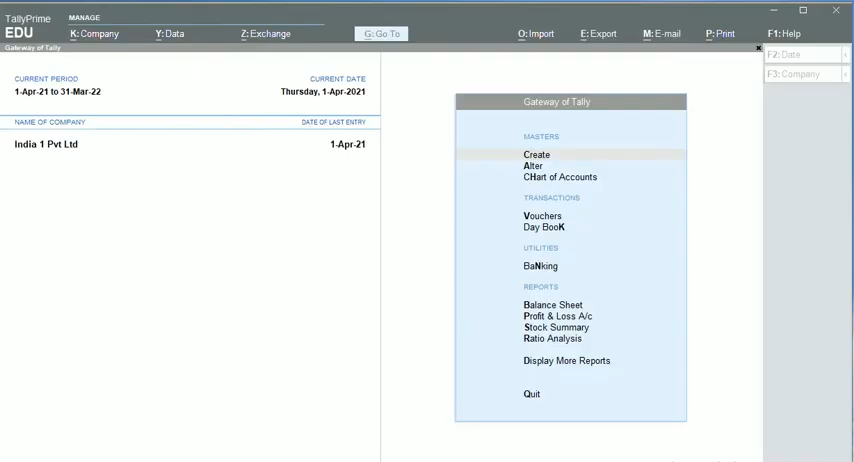 TallyPrime
EDU
MANAGE
K: Company
Y: Data
Z: Exchange
G: Go To
O: Import
E: Export
M: E-mail
P: Print
F1: Help
Gateway of Tally
F2: Date
F3: Company
CURRENT PERIOD
CURRENT DATE
1-Apr-21 to 31-Mar-22
Thursday, 1-Apr-2021
NAME OF COMPANY
DATE OF LAST ENTRY
India 1 Pvt Ltd
1-Apr-21
Gateway of Tally
MASTERS
Create
Alter
CHart of Accounts
TRANSACTIONS
Vouchers
Day BooK
UTILITIES
BaNking
REPORTS
Balance Sheet
Profit & Loss A/c
Stock Summary
Ratio Analysis
Display More Reports
Quit